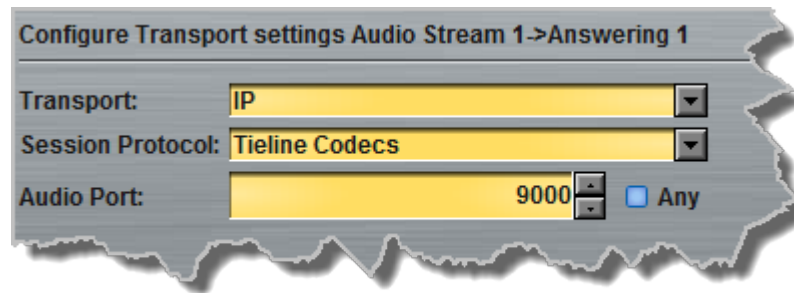 Configure Transport settings Audio Stream 1->Answering 1
Transport: IP
Session Protocol: Tieline Codecs
Audio Port: 9000 Any